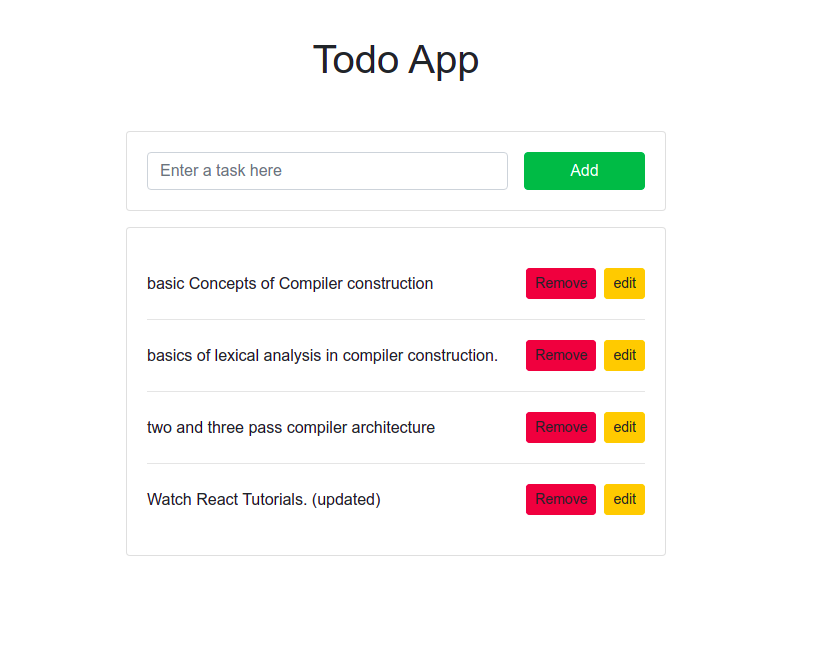 Todo App
Enter a task here Add
basic Concepts of Compiler construction Remove edit
basics of lexical analysis in compiler construction. Remove edit
two and three pass compiler architecture Remove edit
Watch React Tutorials. (updated) Remove edit